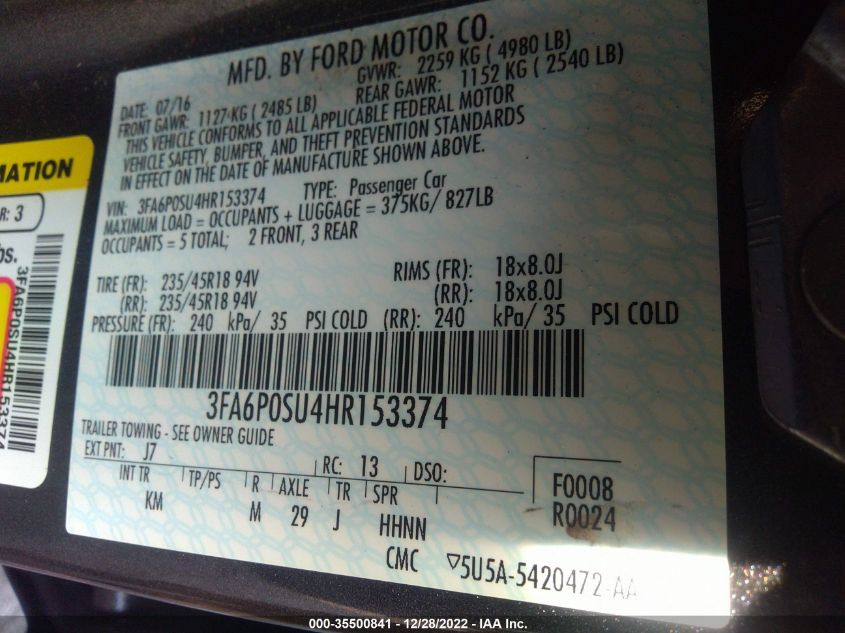 MFD. BY FORD MOTOR CO.
DATE: 07/16 GVWR: 2259 KG ( 4980 LB)
FRONT GAWR: 1127 KG ( 2485 LB) REAR GAWR: 1152 KG ( 2540 LB)
THIS VEHICLE CONFORMS TO ALL APPLICABLE FEDERAL MOTOR
VEHICLE SAFETY, BUMPER, AND THEFT PREVENTION STANDARDS
IN EFFECT ON THE DATE OF MANUFACTURE SHOWN ABOVE.
VIN: 3FA6P0SU4HR153374 TYPE: Passenger Car
MAXIMUM LOAD = OCCUPANTS + LUGGAGE = 375KG/ 827LB
OCCUPANTS = 5 TOTAL; 2 FRONT, 3 REAR
TIRE (FR): 235/45R18 94V RIMS (FR): 18x8.0J
(RR): 235/45R18 94V (RR): 18x8.0J
PRESSURE (FR): 240 kPa/ 35 PSI COLD (RR): 240 kPa/ 35 PSI COLD
3FA6P0SU4HR153374
TRAILER TOWING - SEE OWNER GUIDE
EXT PNT: J7 RC: 13 DSO:
INT TR TP/PS R AXLE TR SPR
KM M 29 J HHNN
CMC
F0008
R0024
▽5U5A-5420472-AA
MATION
R: 3
bs.
3FA6P0SU4HR153374
000-35500841 - 12/28/2022 - IAA Inc.